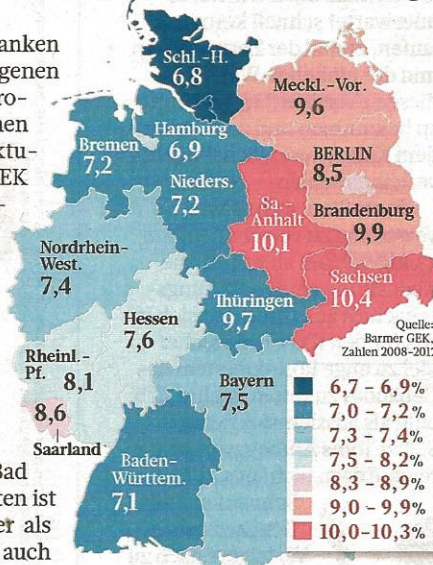 anken
genen
ro-
nen
ktu-
EK
-
Schl.-H.
6,8
Meckl.-Vor.
9,6
Hamburg
6,9
Bremen
7,2
BERLIN
8,5
Nieders.
7,2
Brandenburg
9,9
Sa.-
Anhalt
10,1
Nordrhein-
West.
7,4
Sachsen
10,4
Thüringen
9,7
Hessen
7,6
Quelle:
Barmer GEK,
Zahlen 2008-2012
Rheinl.-
Pf. 8,1
Bayern
7,5
8,6
Saarland
Baden-
Württem.
7,1
6,7 – 6,9%
7,0 – 7,2%
7,3 – 7,4%
7,5 – 8,2%
8,3 – 8,9%
9,0 – 9,9%
10,0–10,3%
Bad
ten ist
er als
auch